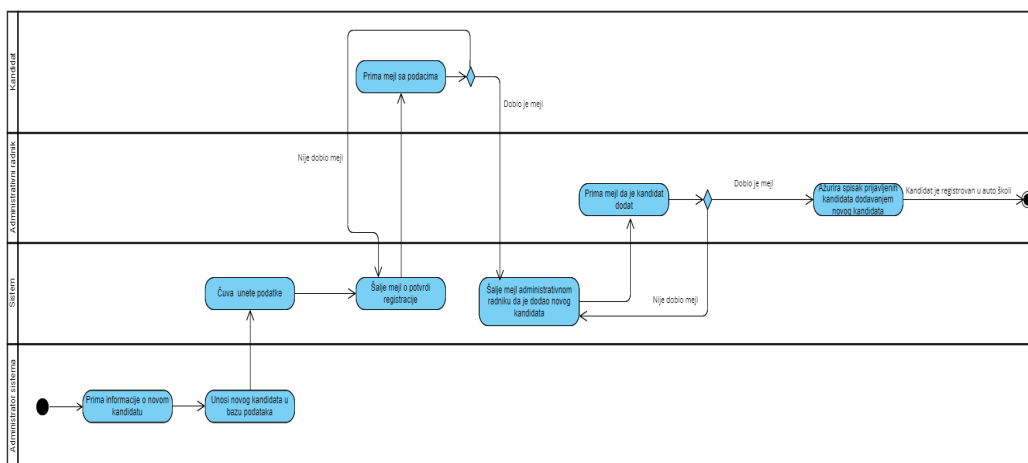 Kandidat
Prima mejl sa podacima
Dobio je mejl
Nije dobio mejl
Administrativni radnik
Prima mejl da je kandidat
dodat
Dobio je mejl
Ažurira spisak prijavljenih
kandidata dodavanjem
novog kandidata
Kandidat je registrovan u auto školi
Sistem
Čuva unete podatke
Šalje mejl o potvrdi
registracije
Šalje mejl administrativnom
radniku da je dodao novog
kandidata
Nije dobio mejl
Administrator sistema
Prima informacije o novom
kandidatu
Unosi novog kandidata u
bazu podataka